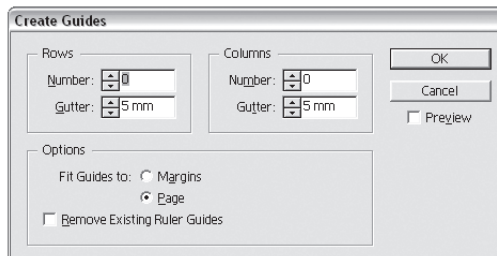 Create Guides
Rows
Number: 0
Gutter: 5 mm
Columns
Number: 0
Gutter: 5 mm
OK
Cancel
Preview
Options
Fit Guides to: Margins
Page
Remove Existing Ruler Guides